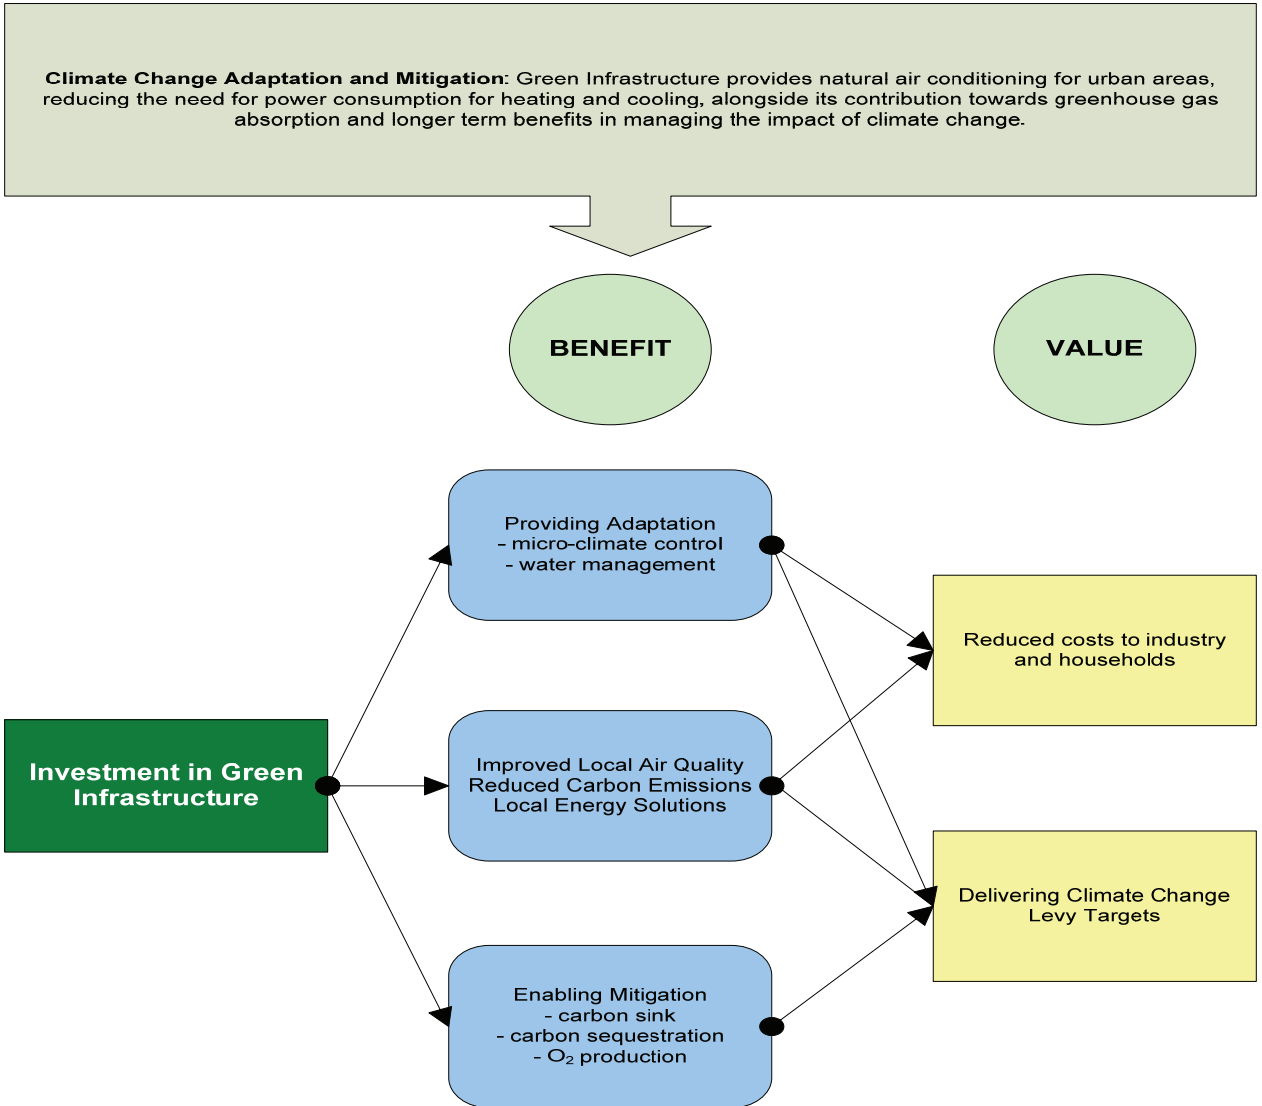 Climate Change Adaptation and Mitigation: Green Infrastructure provides natural air conditioning for urban areas,
reducing the need for power consumption for heating and cooling, alongside its contribution towards greenhouse gas
absorption and longer term benefits in managing the impact of climate change.
BENEFIT
VALUE
Providing Adaptation
- micro-climate control
- water management
Reduced costs to industry
and households
Investment in Green
Infrastructure
Improved Local Air Quality
Reduced Carbon Emissions
Local Energy Solutions
Delivering Climate Change
Levy Targets
Enabling Mitigation
- carbon sink
- carbon sequestration
- O₂ production